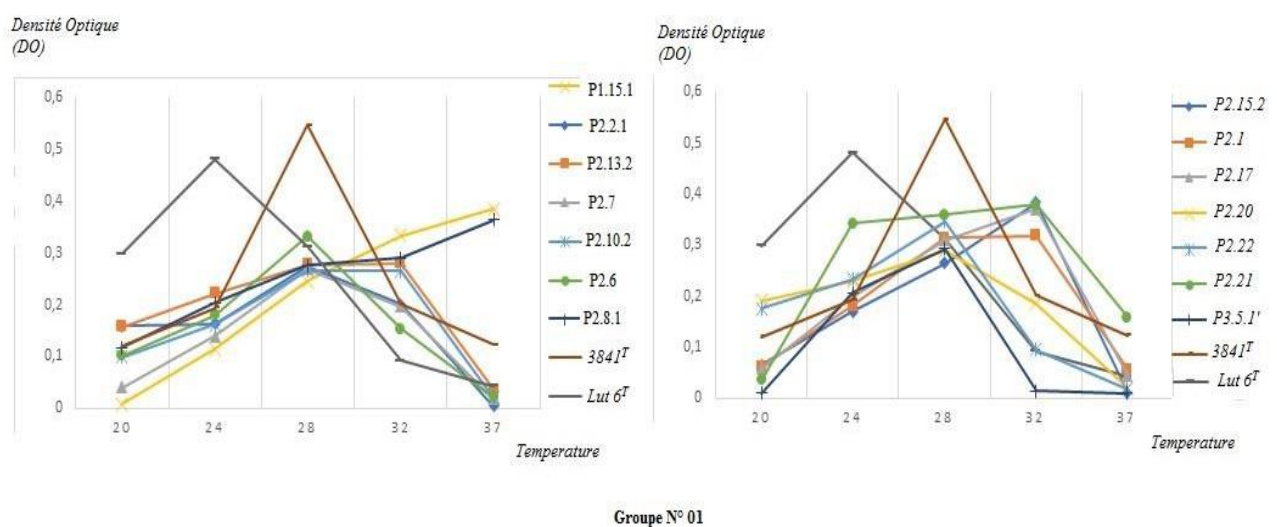 Densité Optique
(DO)
0,6
0,5
0,4
0,3
0,2
0,1
0
20 24 28 32 37
Temperature
P1.15.1
P2.2.1
P2.13.2
P2.7
P2.10.2
P2.6
P2.8.1
3841ᵀ
Lut 6ᵀ
Densité Optique
(DO)
0,6
0,5
0,4
0,3
0,2
0,1
0
20 24 28 32 37
Temperature
P2.15.2
P2.1
P2.17
P2.20
P2.22
P2.21
P3.5.1'
3841ᵀ
Lut 6ᵀ
Groupe N° 01